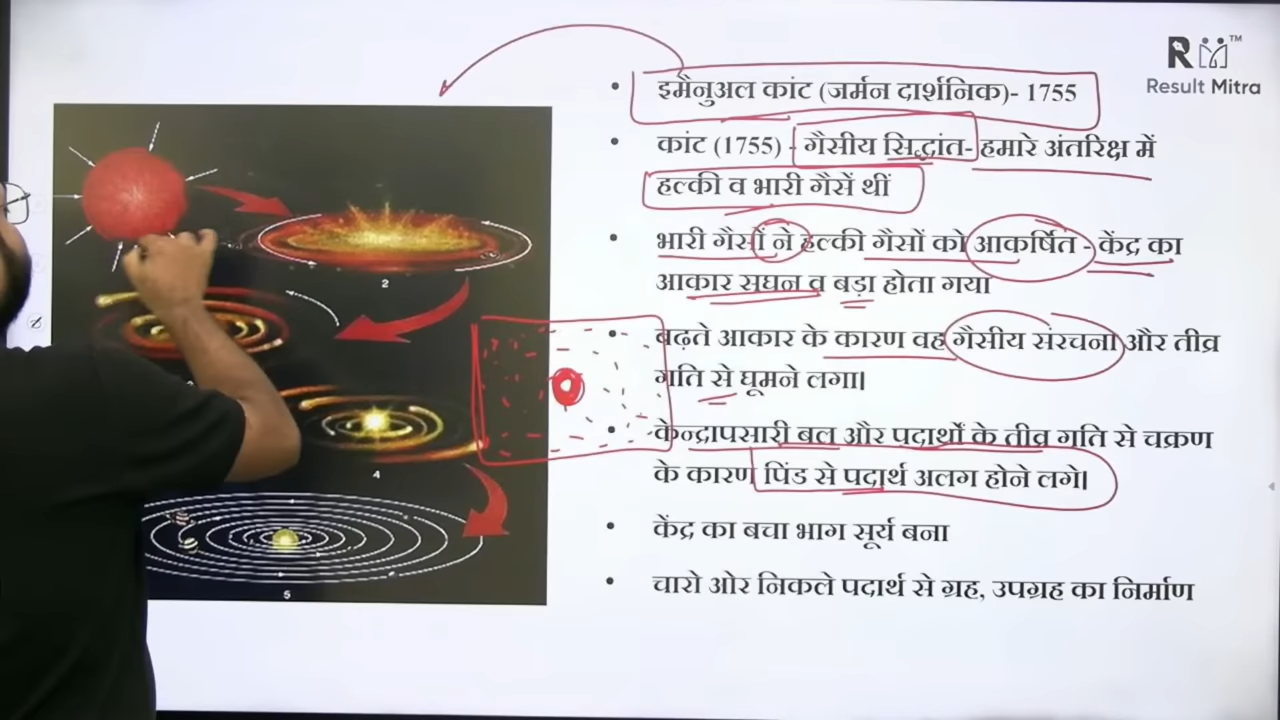 R
TM
Result Mitra
• इमैनुअल कांट (जर्मन दार्शनिक)- 1755
• कांट (1755) - गैसीय सिद्धांत- हमारे अंतरिक्ष में
हल्की व भारी गैसें थीं
• भारी गैसों ने हल्की गैसों को आकर्षित - केंद्र का
आकार सघन व बड़ा होता गया
• बढ़ते आकार के कारण वह गैसीय संरचना और तीव्र
गति से घूमने लगा।
• केन्द्रापसारी बल और पदार्थों के तीव्र गति से चक्रण
के कारण पिंड से पदार्थ अलग होने लगे।
• केंद्र का बचा भाग सूर्य बना
• चारो ओर निकले पदार्थ से ग्रह, उपग्रह का निर्माण
2
4
5